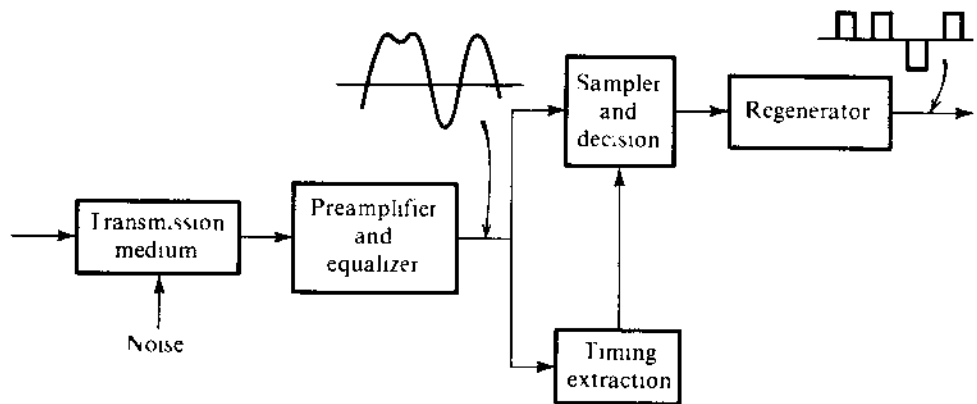 Sampler
and
decision
Regenerator
Transmission
medium
Preamplifier
and
equalizer
Noise
Timing
extraction